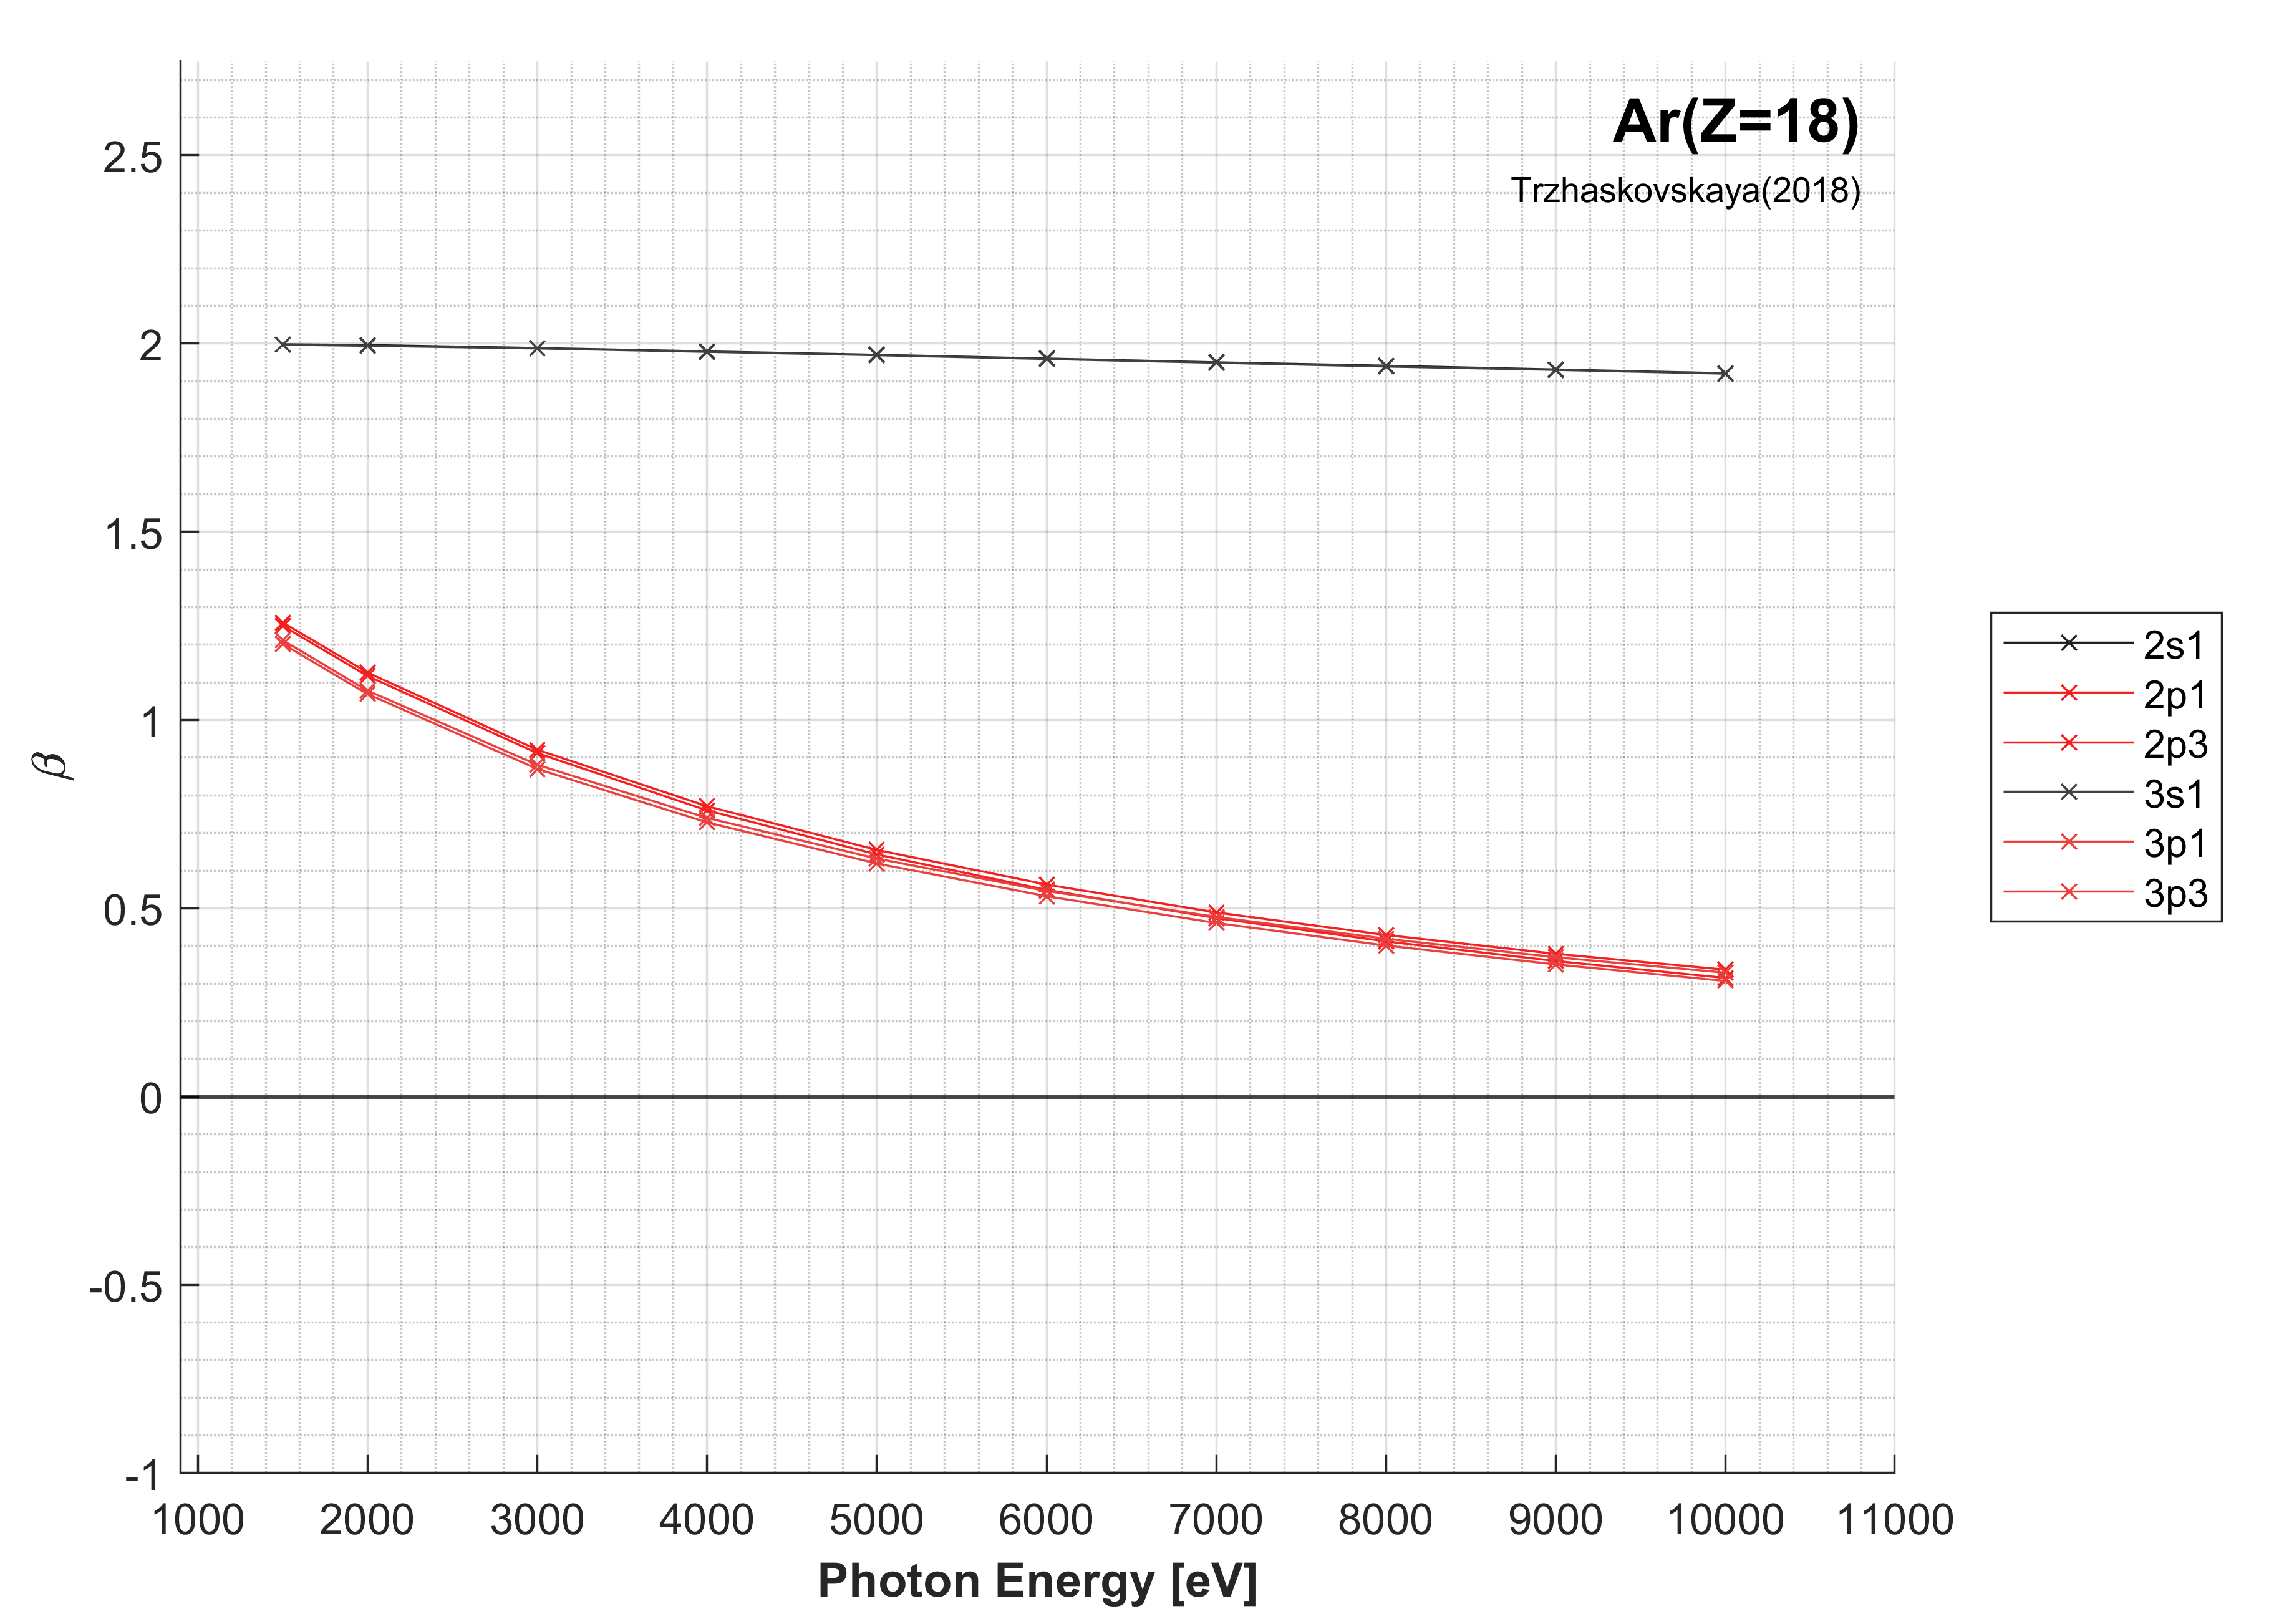 Ar(Z=18)
Trzhaskovskaya(2018)
2.5
2
1.5
1
0.5
0
-0.5
-1
β
1000 2000 3000 4000 5000 6000 7000 8000 9000 10000 11000
Photon Energy [eV]
2s1
2p1
2p3
3s1
3p1
3p3